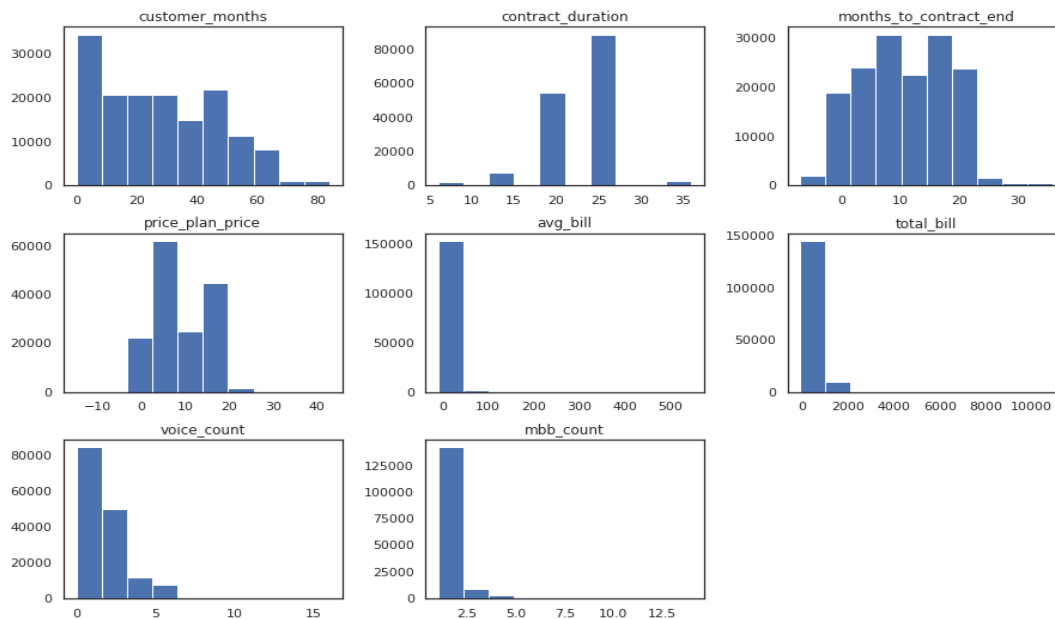 customer_months
30000
20000
10000
0
0 20 40 60 80
contract_duration
80000
60000
40000
20000
0
5 10 15 20 25 30 35
months_to_contract_end
30000
20000
10000
0
0 10 20 30
price_plan_price
60000
40000
20000
0
−10 0 10 20 30 40
avg_bill
150000
100000
50000
0
0 100 200 300 400 500
total_bill
150000
100000
50000
0
0 2000 4000 6000 8000 10000
voice_count
80000
60000
40000
20000
0
0 5 10 15
mbb_count
125000
100000
75000
50000
25000
0
2.5 5.0 7.5 10.0 12.5